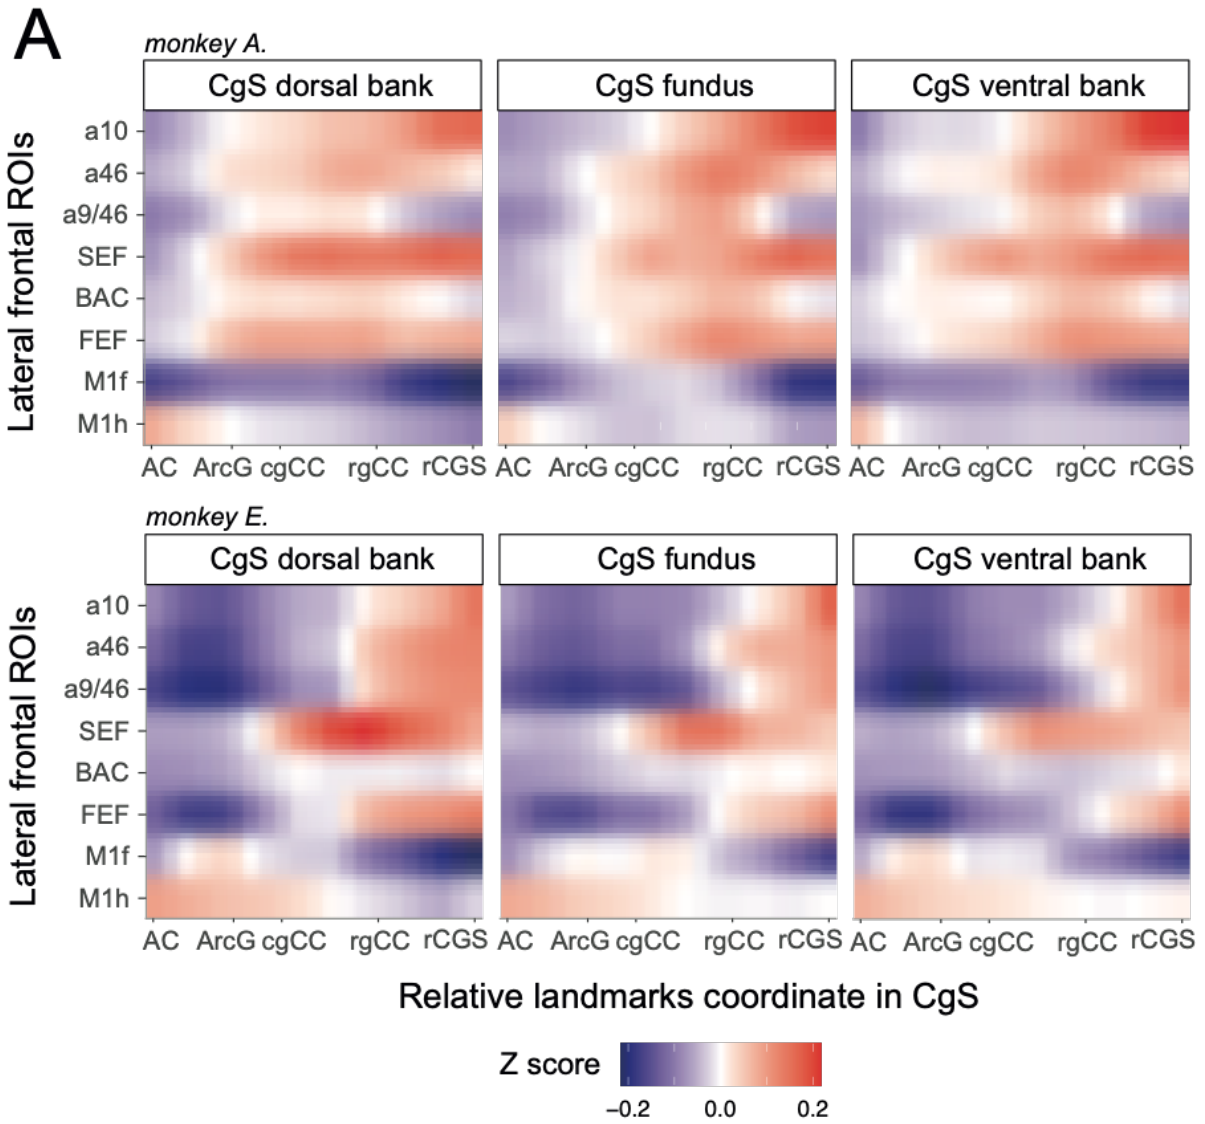 A
monkey A.
CgS dorsal bank CgS fundus CgS ventral bank
Lateral frontal ROIs
a10
a46
a9/46
SEF
BAC
FEF
M1f
M1h
AC ArcG cgCC rgCC rCGS AC ArcG cgCC rgCC rCGS AC ArcG cgCC rgCC rCGS
monkey E.
CgS dorsal bank CgS fundus CgS ventral bank
Lateral frontal ROIs
a10
a46
a9/46
SEF
BAC
FEF
M1f
M1h
AC ArcG cgCC rgCC rCGS AC ArcG cgCC rgCC rCGS AC ArcG cgCC rgCC rCGS
Relative landmarks coordinate in CgS
Z score
−0.2 0.0 0.2